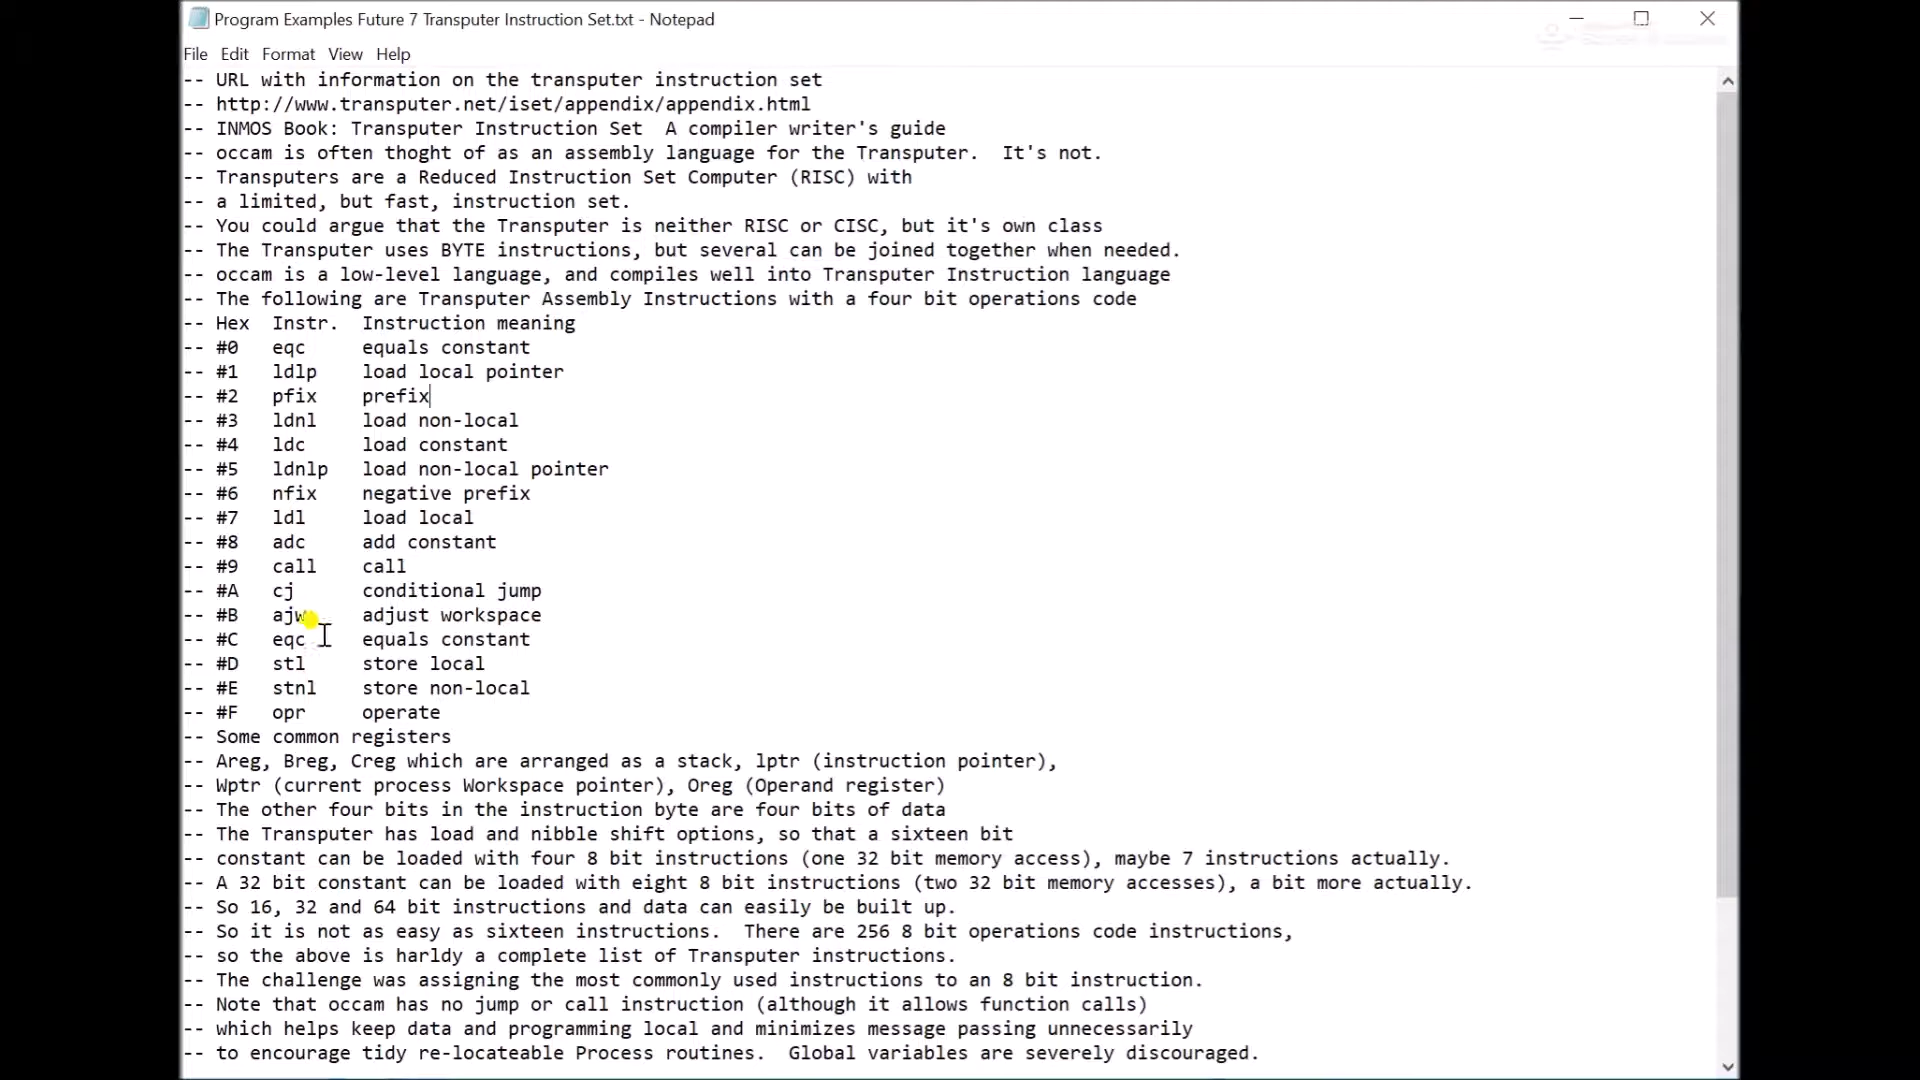 Program Examples Future 7 Transputer Instruction Set.txt - Notepad
File Edit Format View Help
-- URL with information on the transputer instruction set
-- http://www.transputer.net/iset/appendix/appendix.html
-- INMOS Book: Transputer Instruction Set  A compiler writer's guide
-- occam is often thoght of as an assembly language for the Transputer.  It's not.
-- Transputers are a Reduced Instruction Set Computer (RISC) with
-- a limited, but fast, instruction set.
-- You could argue that the Transputer is neither RISC or CISC, but it's own class
-- The Transputer uses BYTE instructions, but several can be joined together when needed.
-- occam is a low-level language, and compiles well into Transputer Instruction language
-- The following are Transputer Assembly Instructions with a four bit operations code
-- Hex  Instr.  Instruction meaning
-- #0   eqc     equals constant
-- #1   ldlp    load local pointer
-- #2   pfix    prefix
-- #3   ldnl    load non-local
-- #4   ldc     load constant
-- #5   ldnlp   load non-local pointer
-- #6   nfix    negative prefix
-- #7   ldl     load local
-- #8   adc     add constant
-- #9   call    call
-- #A   cj      conditional jump
-- #B   ajw     adjust workspace
-- #C   eqc     equals constant
-- #D   stl     store local
-- #E   stnl    store non-local
-- #F   opr     operate
-- Some common registers
-- Areg, Breg, Creg which are arranged as a stack, lptr (instruction pointer),
-- Wptr (current process Workspace pointer), Oreg (Operand register)
-- The other four bits in the instruction byte are four bits of data
-- The Transputer has load and nibble shift options, so that a sixteen bit
-- constant can be loaded with four 8 bit instructions (one 32 bit memory access), maybe 7 instructions actually.
-- A 32 bit constant can be loaded with eight 8 bit instructions (two 32 bit memory accesses), a bit more actually.
-- So 16, 32 and 64 bit instructions and data can easily be built up.
-- So it is not as easy as sixteen instructions.  There are 256 8 bit operations code instructions,
-- so the above is harldy a complete list of Transputer instructions.
-- The challenge was assigning the most commonly used instructions to an 8 bit instruction.
-- Note that occam has no jump or call instruction (although it allows function calls)
-- which helps keep data and programming local and minimizes message passing unnecessarily
-- to encourage tidy re-locateable Process routines.  Global variables are severely discouraged.